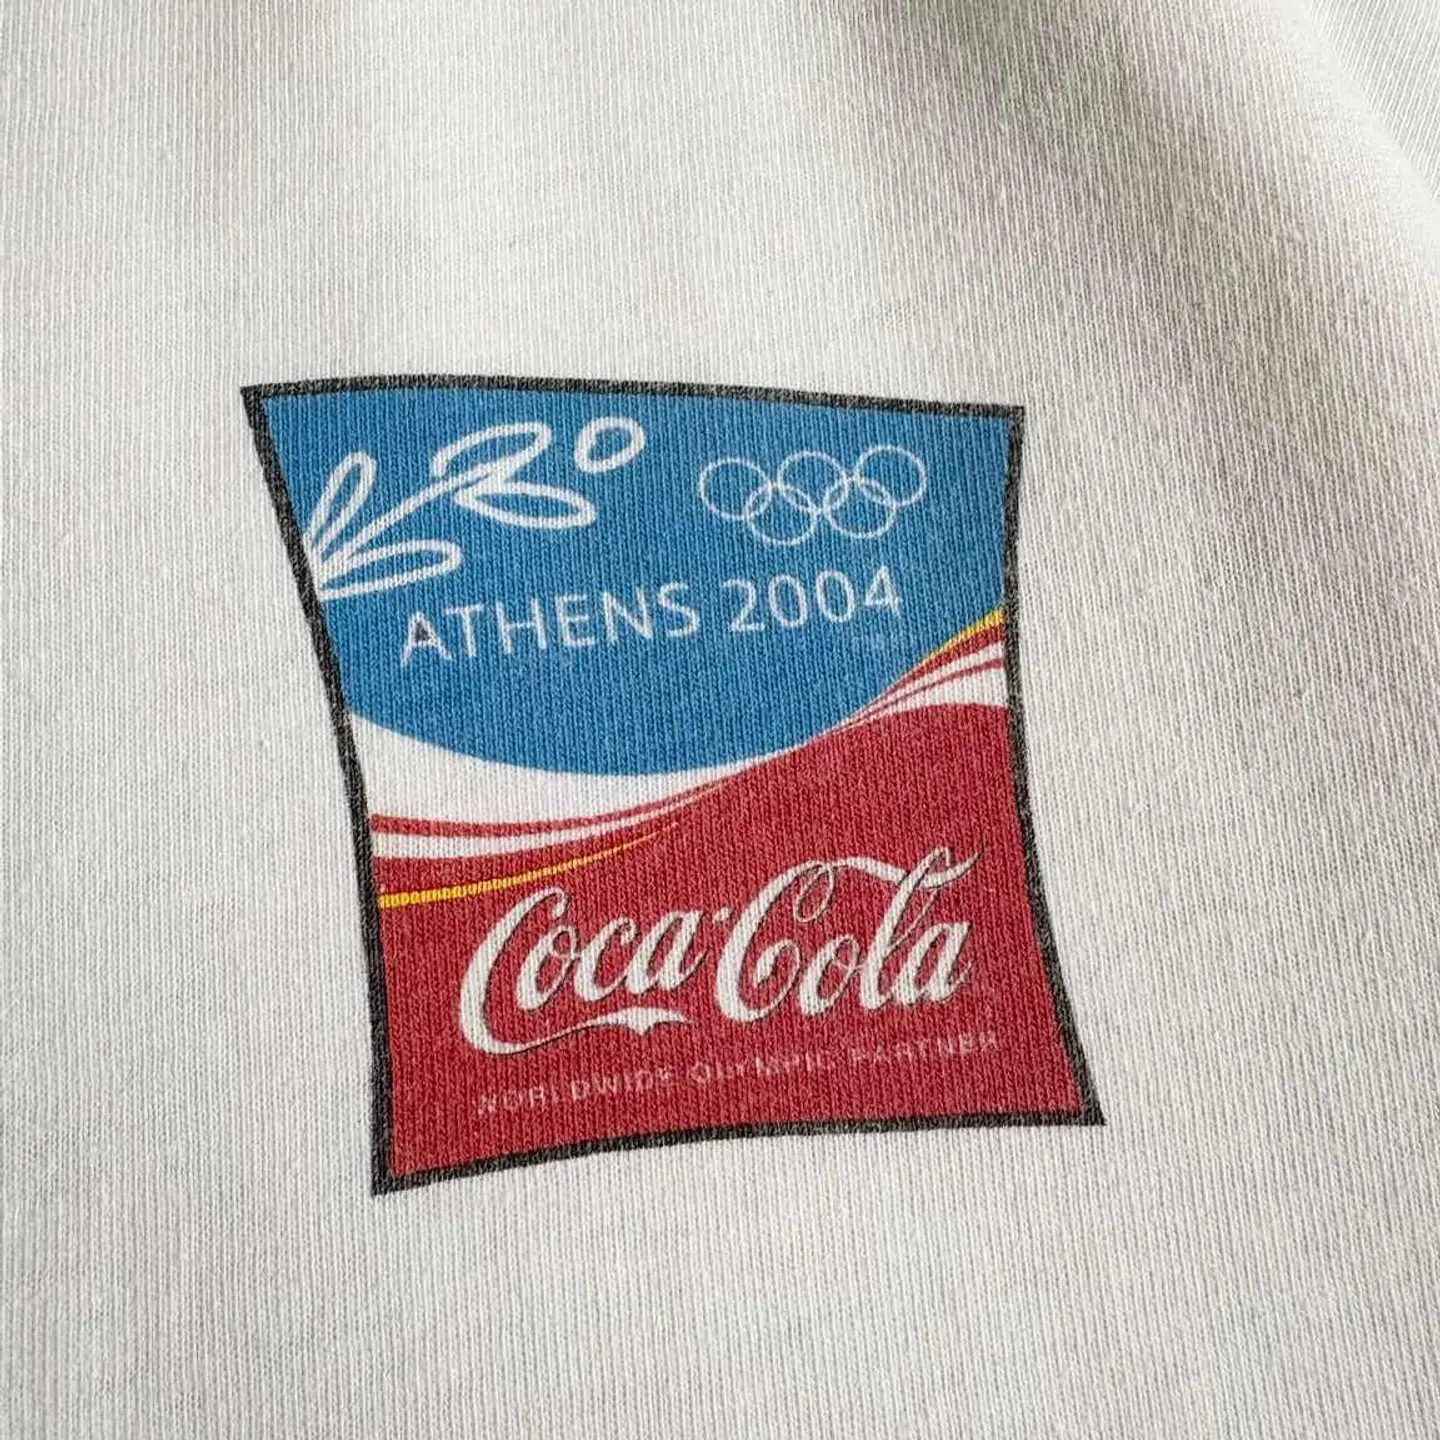 ATHENS 2004
Coca-Cola
WORLDWIDE OLYMPIC PARTNER